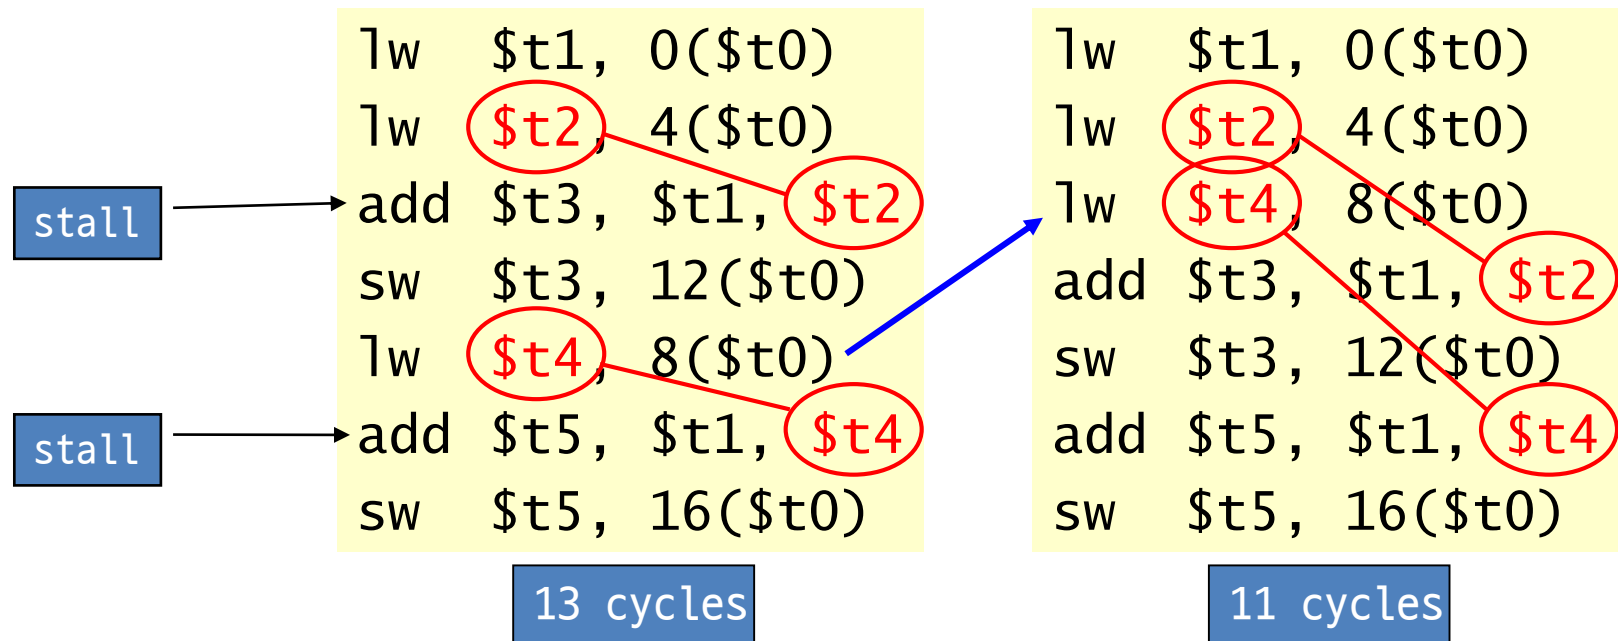 lw $t1, 0($t0)
lw $t2, 4($t0)
stall
add $t3, $t1, $t2
sw $t3, 12($t0)
lw $t4, 8($t0)
stall
add $t5, $t1, $t4
sw $t5, 16($t0)
13 cycles
lw $t1, 0($t0)
lw $t2, 4($t0)
lw $t4, 8($t0)
add $t3, $t1, $t2
sw $t3, 12($t0)
add $t5, $t1, $t4
sw $t5, 16($t0)
11 cycles